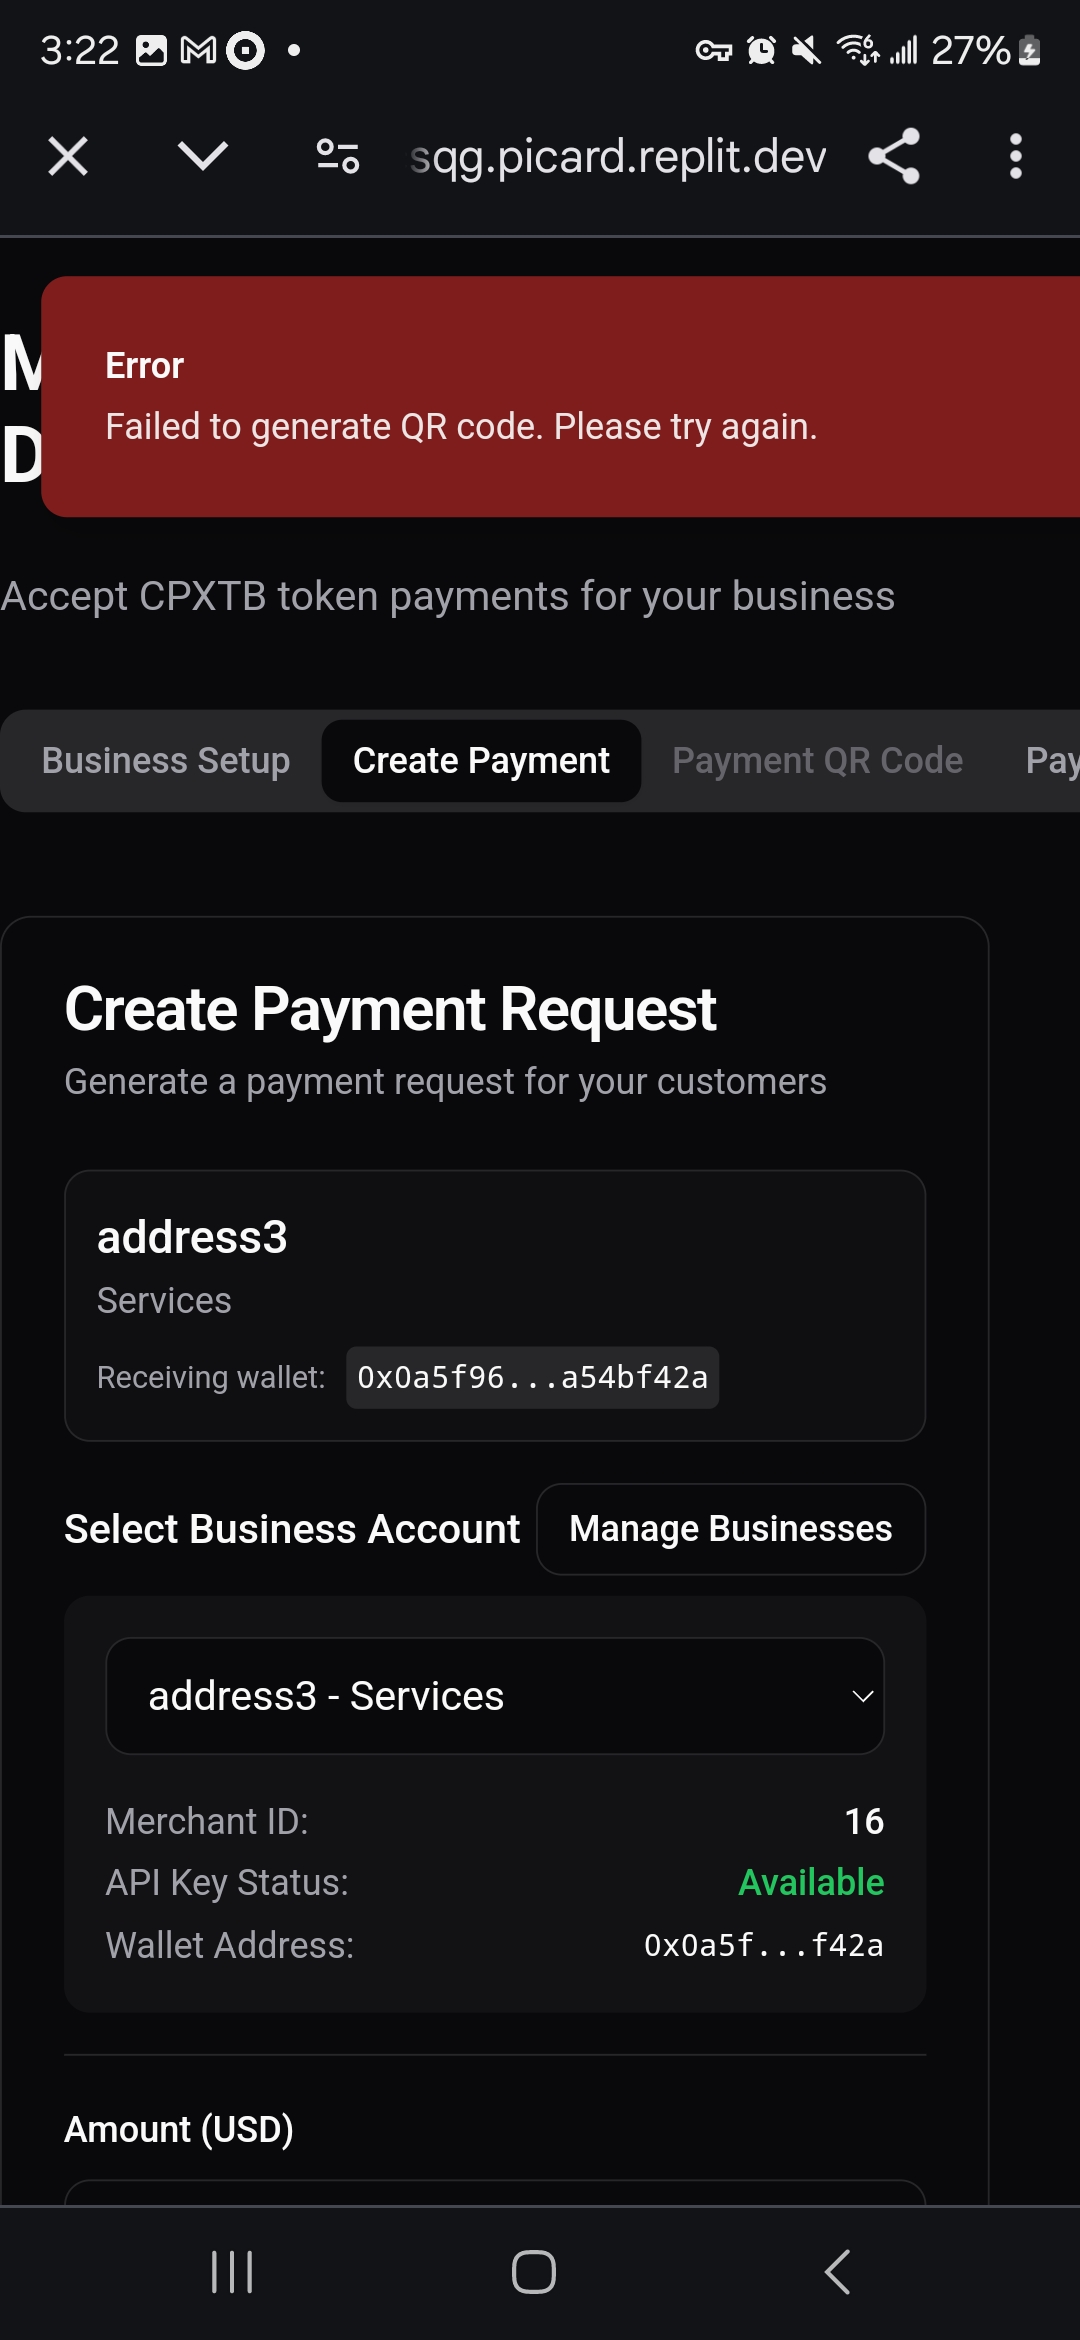 3:22
27%
sqg.picard.replit.dev
Error
Failed to generate QR code. Please try again.
M
D
Accept CPXTB token payments for your business
Business Setup Create Payment Payment QR Code Pay
Create Payment Request
Generate a payment request for your customers
address3
Services
Receiving wallet: 0x0a5f96...a54bf42a
Select Business Account Manage Businesses
address3 - Services
Merchant ID: 16
API Key Status: Available
Wallet Address: 0x0a5f...f42a
Amount (USD)